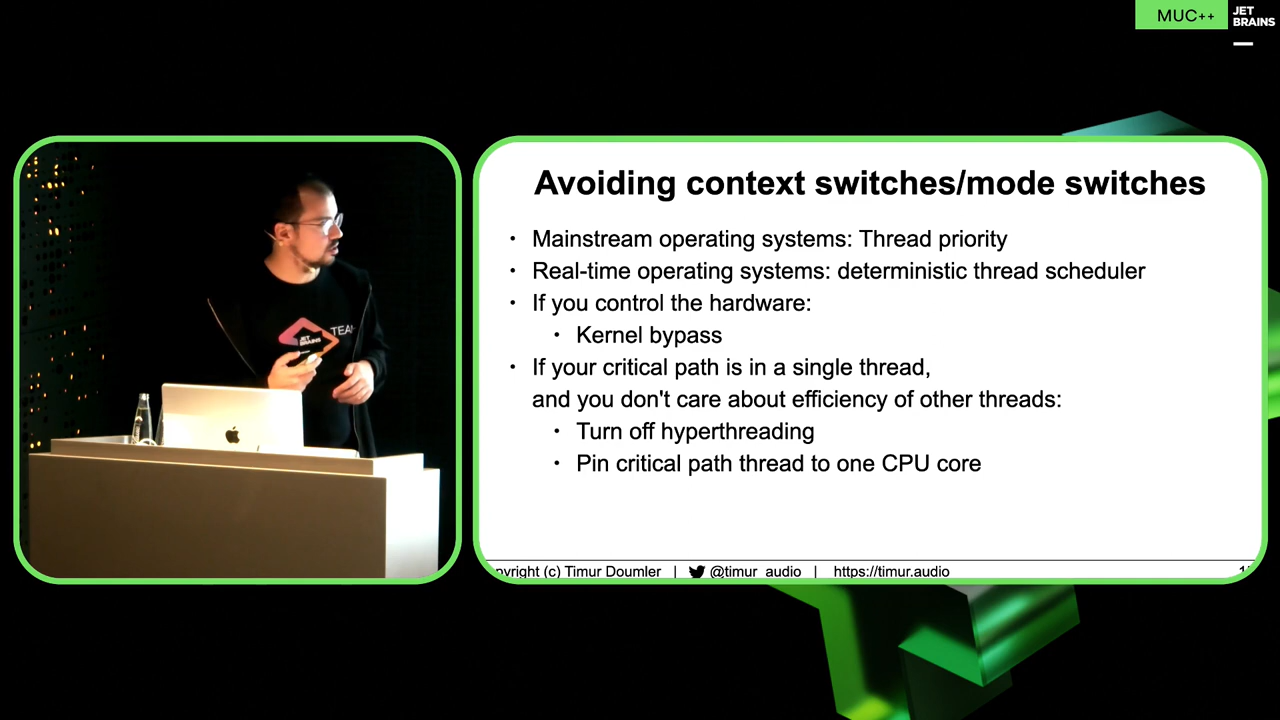 MUC++
JET
BRAINS
Avoiding context switches/mode switches
• Mainstream operating systems: Thread priority
• Real-time operating systems: deterministic thread scheduler
• If you control the hardware:
• Kernel bypass
• If your critical path is in a single thread,
and you don't care about efficiency of other threads:
• Turn off hyperthreading
• Pin critical path thread to one CPU core
(c) Timur Doumler | @timur_audio | https://timur.audio
JET
BRAINS
TEAM